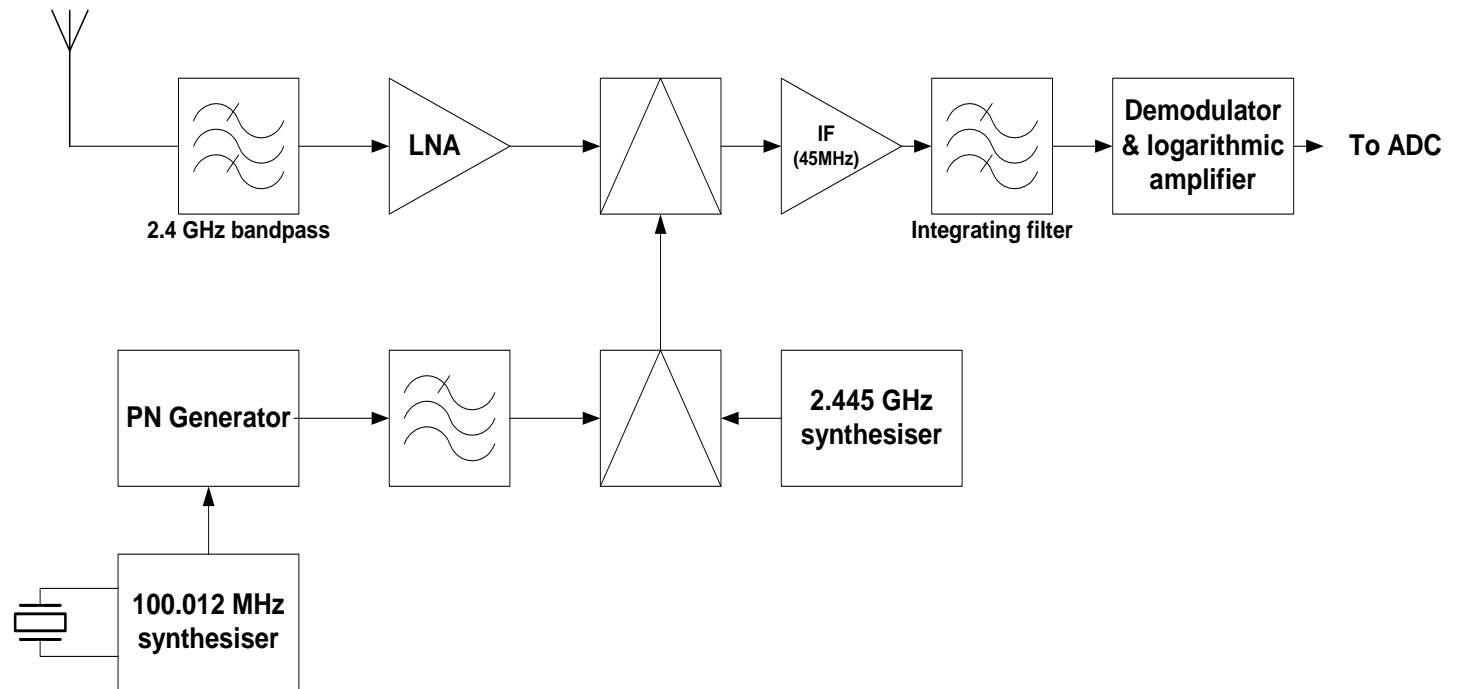 LNA
IF
(45MHz)
Demodulator
& logarithmic
amplifier
To ADC
2.4 GHz bandpass
Integrating filter
PN Generator
2.445 GHz
synthesiser
100.012 MHz
synthesiser